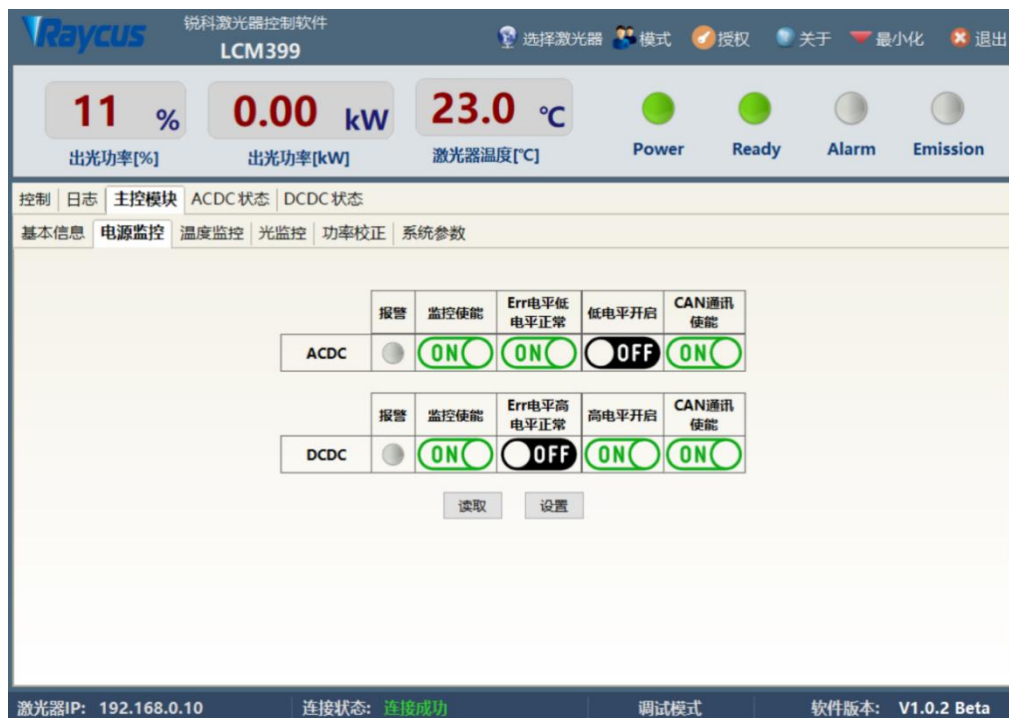 Raycus
锐科激光器控制软件
LCM399
选择激光器 模式 授权 关于 最小化 退出
11 % 0.00 kW 23.0 ℃
出光功率[%] 出光功率[kW] 激光器温度[℃] Power Ready Alarm Emission
控制 日志 主控模块 ACDC状态 DCDC状态
基本信息 电源监控 温度监控 光监控 功率校正 系统参数
报警 监控使能 Err电平低 低电平开启 CAN通讯
电平正常 使能
ACDC ON ON OFF ON
报警 监控使能 Err电平高 高电平开启 CAN通讯
电平正常 使能
DCDC ON OFF ON ON
读取 设置
激光器IP: 192.168.0.10 连接状态: 连接成功 调试模式 软件版本: V1.0.2 Beta